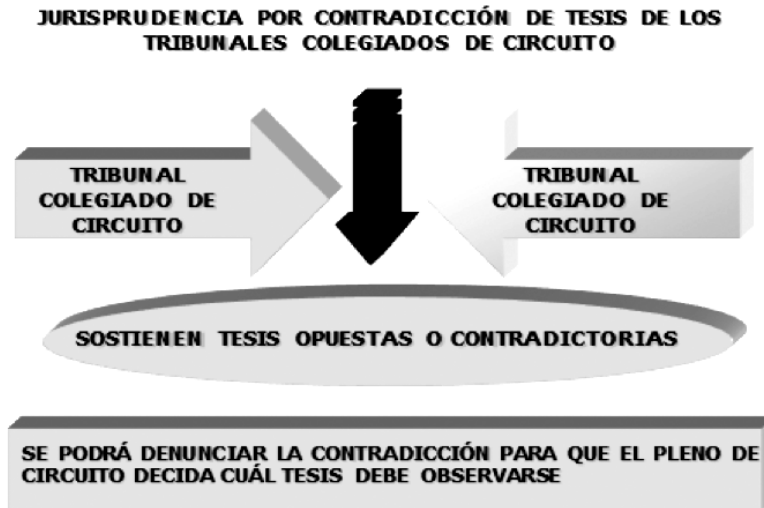 JURISPRUDENCIA POR CONTRADICCIÓN DE TESIS DE LOS
TRIBUNALES COLEGIADOS DE CIRCUITO
TRIBUNAL
COLEGIADO DE
CIRCUITO
TRIBUNAL
COLEGIADO DE
CIRCUITO
SOSTIENEN TESIS OPUESTAS O CONTRADICTORIAS
SE PODRÁ DENUNCIAR LA CONTRADICCIÓN PARA QUE EL PLENO DE
CIRCUITO DECIDA CUÁL TESIS DEBE OBSERVARSE